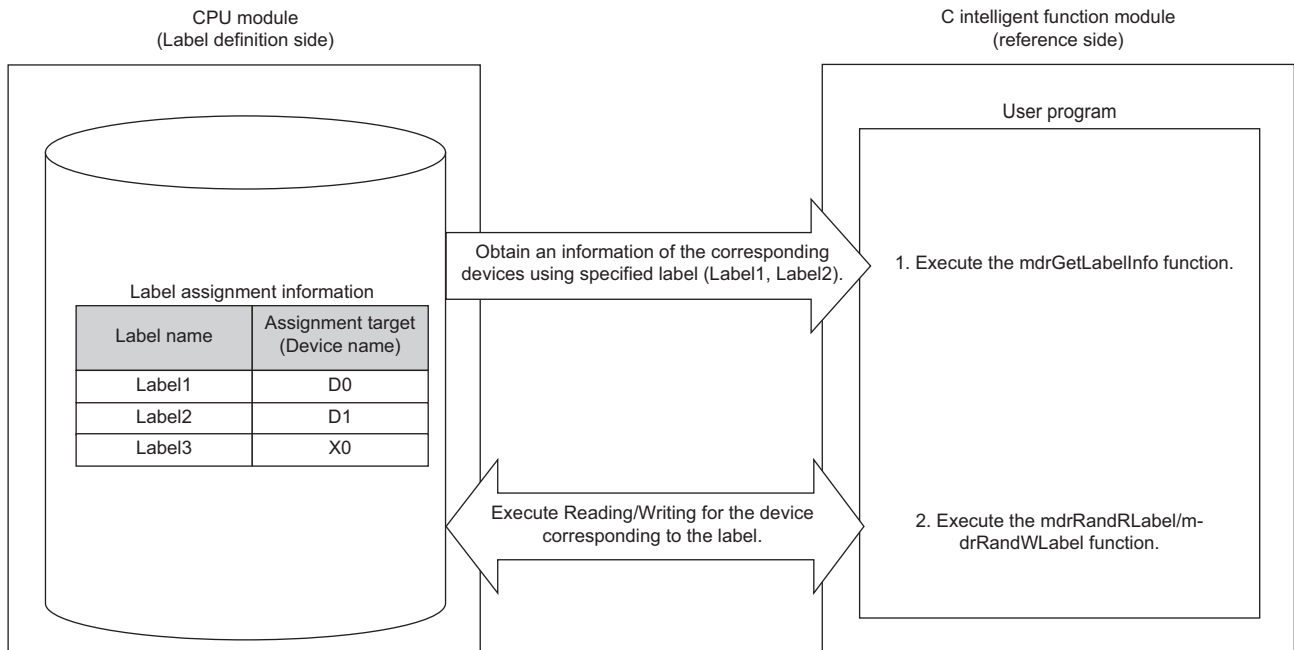 CPU module
(Label definition side)
C intelligent function module
(reference side)
User program
Obtain an information of the corresponding
devices using specified label (Label1, Label2).
1. Execute the mdrGetLabelInfo function.
Label assignment information
Label name
Assignment target
(Device name)
Label1
D0
Label2
D1
Label3
X0
Execute Reading/Writing for the device
corresponding to the label.
2. Execute the mdrRandRLabel/m-
drRandWLabel function.